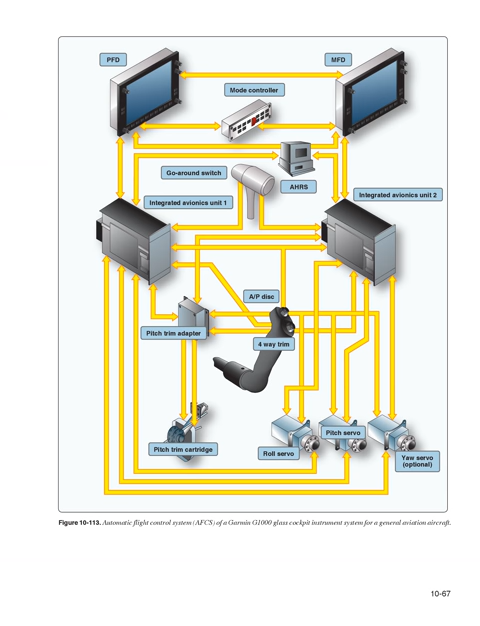 PFD
MFD
Mode controller
Go-around switch
AHRS
Integrated avionics unit 1
Integrated avionics unit 2
A/P disc
Pitch trim adapter
4 way trim
Pitch servo
Pitch trim cartridge
Roll servo
Yaw servo
(optional)
Figure 10-113. Automatic flight control system (AFCS) of a Garmin G1000 glass cockpit instrument system for a general aviation aircraft.
10-67